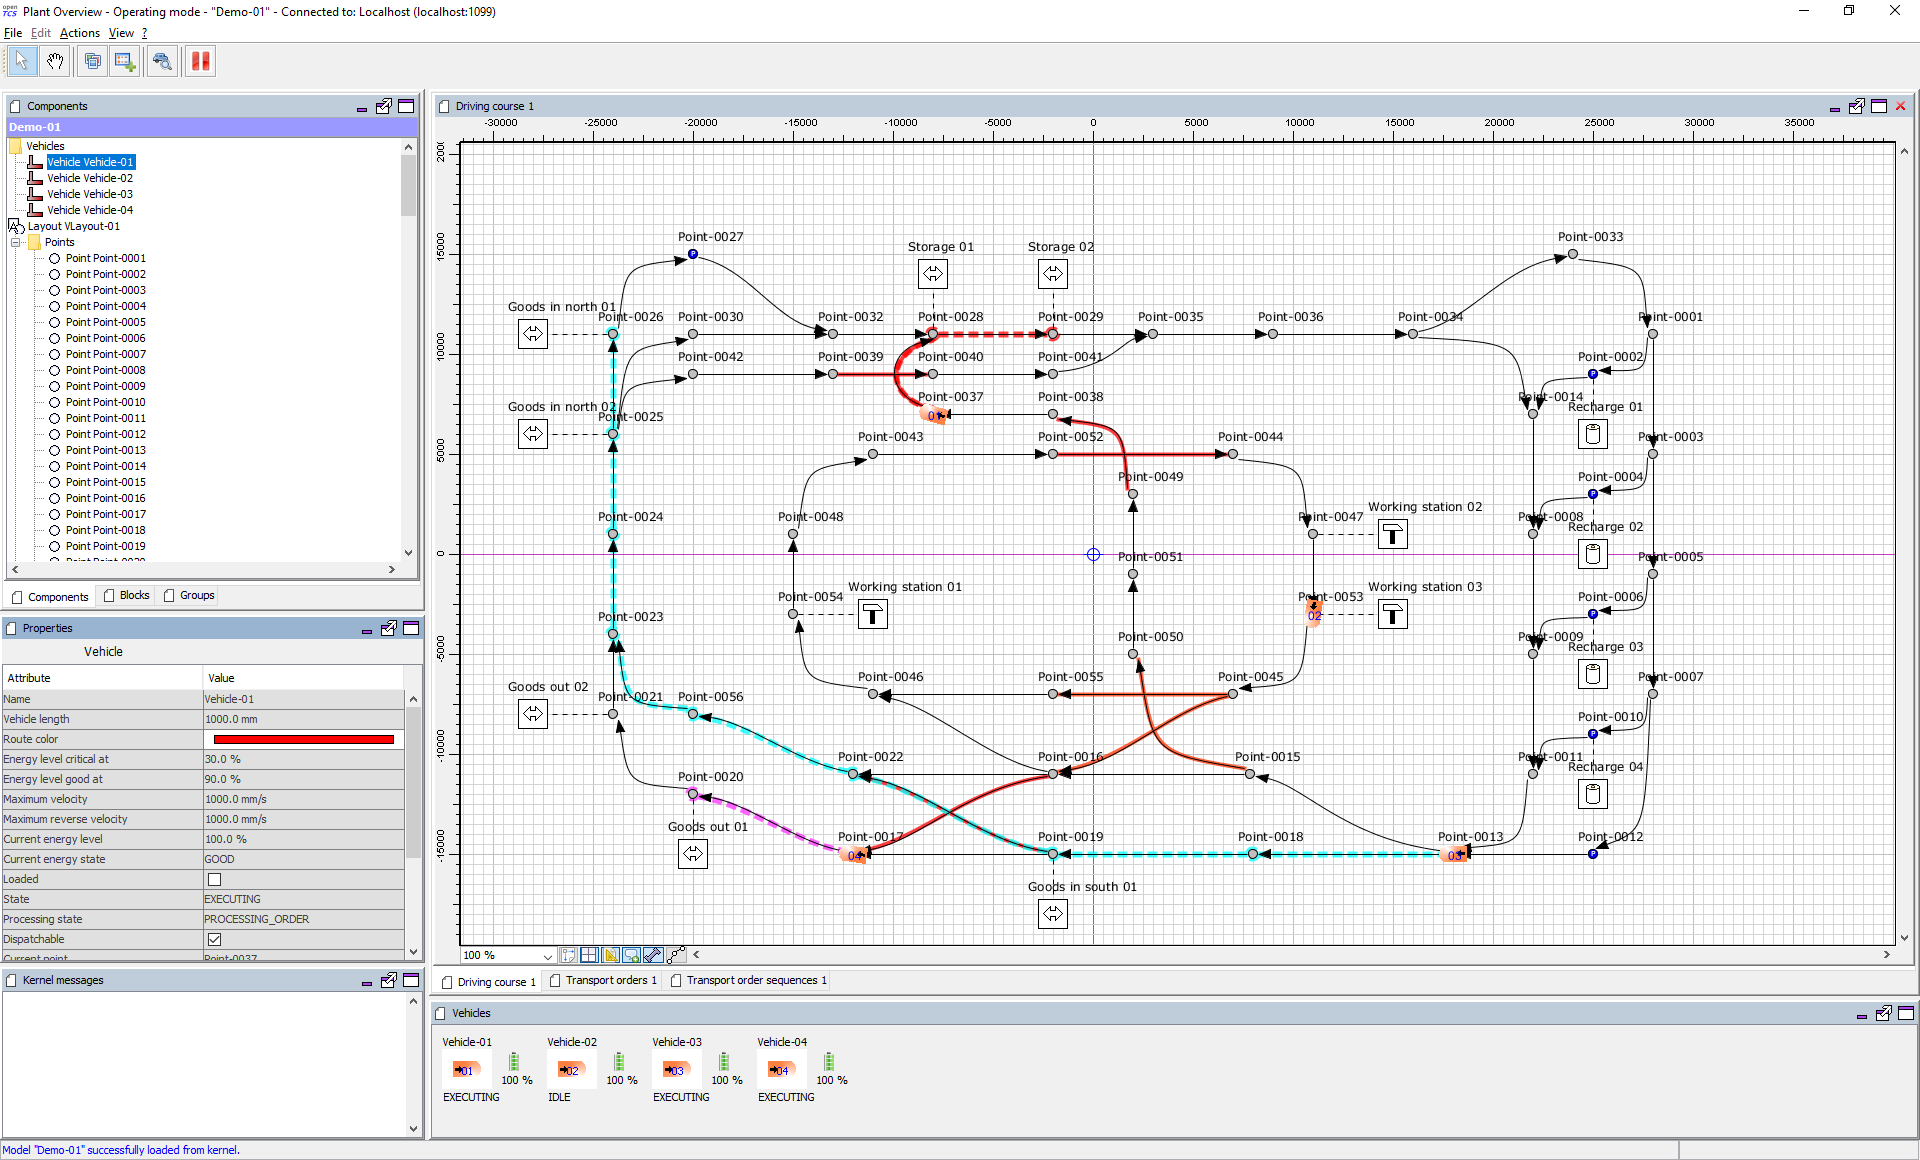 open TCS Plant Overview - Operating mode - "Demo-01" - Connected to: Localhost (localhost:1099)
File Edit Actions View ?
Components
Demo-01
Vehicles
Vehicle Vehicle-01
Vehicle Vehicle-02
Vehicle Vehicle-03
Vehicle Vehicle-04
Layout VLayout-01
Points
Point Point-0001
Point Point-0002
Point Point-0003
Point Point-0004
Point Point-0005
Point Point-0006
Point Point-0007
Point Point-0008
Point Point-0009
Point Point-0010
Point Point-0011
Point Point-0012
Point Point-0013
Point Point-0014
Point Point-0015
Point Point-0016
Point Point-0017
Point Point-0018
Point Point-0019
Components Blocks Groups
Properties
Vehicle
Attribute Value
Name Vehicle-01
Vehicle length 1000.0 mm
Route color
Energy level critical at 30.0 %
Energy level good at 90.0 %
Maximum velocity 1000.0 mm/s
Maximum reverse velocity 1000.0 mm/s
Current energy level 100.0 %
Current energy state GOOD
Loaded
State EXECUTING
Processing state PROCESSING_ORDER
Dispatchable
Current point Point-0037
Kernel messages
Driving course 1
-30000 -25000 -20000 -15000 -10000 -5000 0 5000 10000 15000 20000 25000 30000 35000
15000
10000
5000
0
-5000
-10000
-15000
Point-0027 Point-0033
Storage 01 Storage 02
Goods in north 01
Point-0026 Point-0030 Point-0032 Point-0028 Point-0029 Point-0035 Point-0036 Point-0034 Point-0001
Point-0042 Point-0039 Point-0040 Point-0041 Point-0002
Point-0037 Point-0038 Point-0014
Goods in north 02 Recharge 01
01
Point-0025
Point-0043 Point-0052 Point-0044 Point-0003
Point-0049 Point-0004
Working station 02
Point-0024 Point-0048 Point-0047 Point-0008
Recharge 02
Point-0051 Point-0005
Working station 01 Working station 03
Point-0054 Point-0053 Point-0006
02
Point-0023
Point-0050 Point-0009
Recharge 03
Point-0046 Point-0055 Point-0045 Point-0007
Goods out 02
Point-0021 Point-0056
Point-0010
Point-0022 Point-0016 Point-0015 Point-0011
Recharge 04
Point-0020
Goods out 01
Point-0017 Point-0019 Point-0018 Point-0013 Point-0012
04 03
Goods in south 01
100 %
Driving course 1 Transport orders 1 Transport order sequences 1
Vehicles
Vehicle-01 Vehicle-02 Vehicle-03 Vehicle-04
01 02 03 04
100 % 100 % 100 % 100 %
EXECUTING IDLE EXECUTING EXECUTING
Model "Demo-01" successfully loaded from kernel.